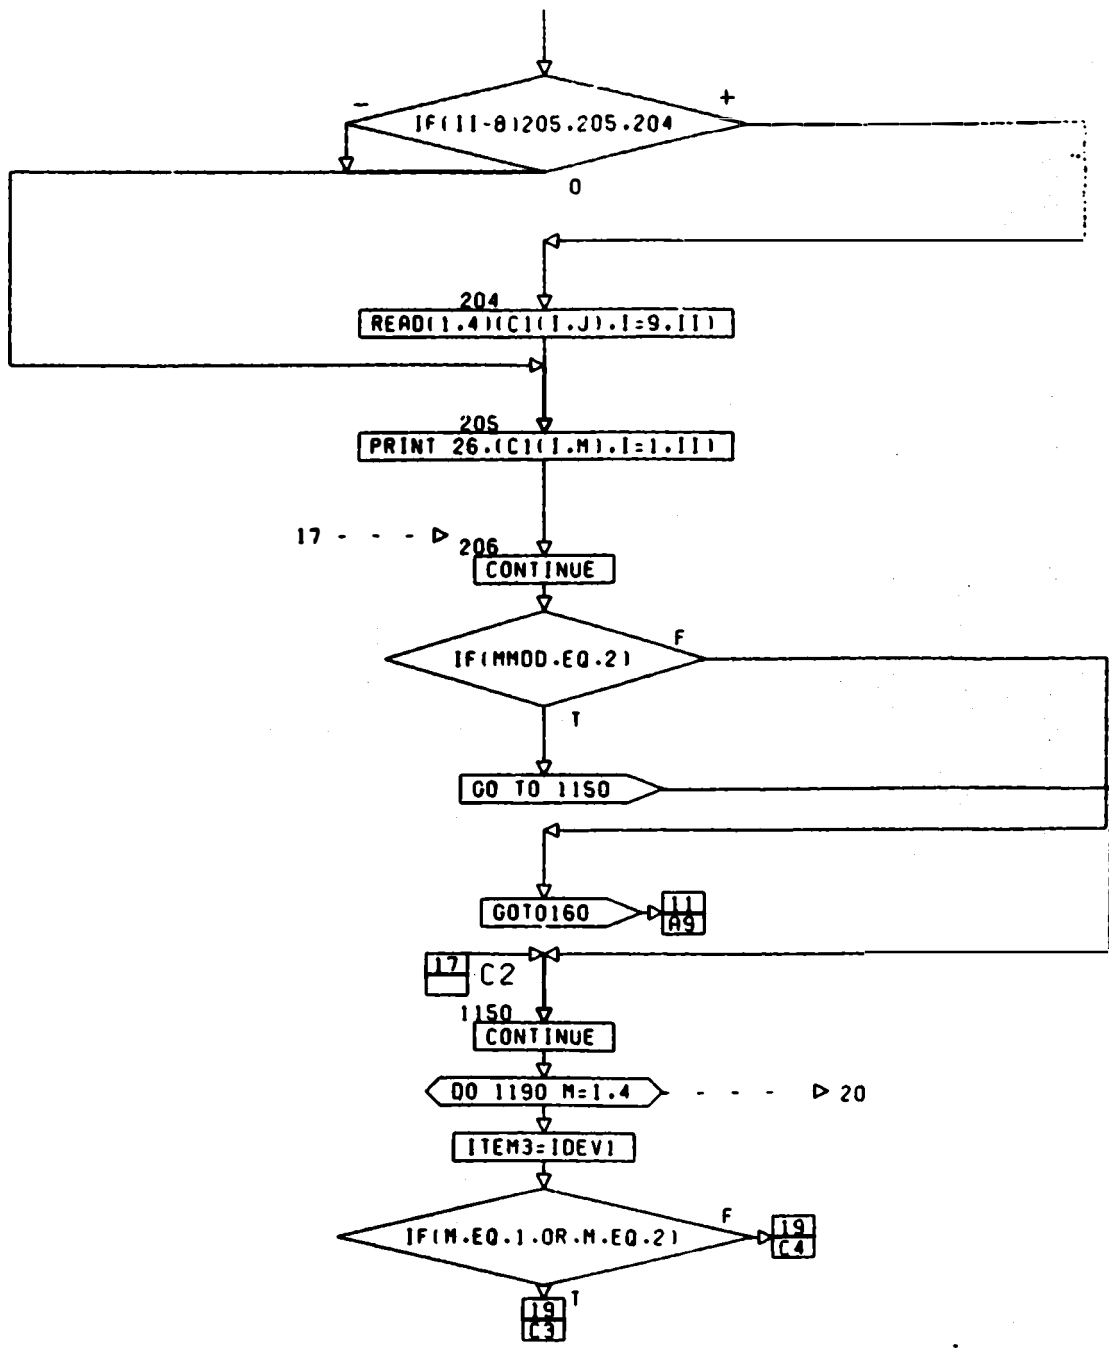 - +
IF(II-8)205.205.204
0
204
READ(1.4)(C1(I.J).I=9.II)
205
PRINT 26.(C1(I.M).I=1.II)
17 - - - 206
CONTINUE
F
IF(MMOD.EQ.2)
T
GO TO 1150
GOTO160 11
A9
17 C2
1150
CONTINUE
DO 1190 M=1.4 - - - 20
ITEM3=IDEV1
F
IF(M.EQ.1.OR.M.EQ.2) 19
C4
T
19
C3